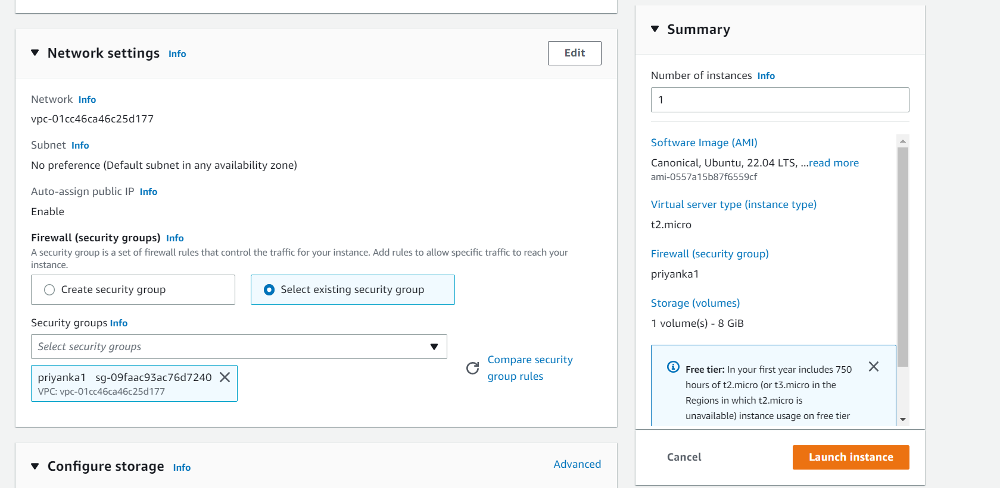 Network settings Info
Edit
Network Info
vpc-01cc46ca46c25d177
Subnet Info
No preference (Default subnet in any availability zone)
Auto-assign public IP Info
Enable
Firewall (security groups) Info
A security group is a set of firewall rules that control the traffic for your instance. Add rules to allow specific traffic to reach your
instance.
Create security group
Select existing security group
Security groups Info
Select security groups
priyanka1 sg-09faac93ac76d7240
VPC: vpc-01cc46ca46c25d177
Compare security
group rules
Configure storage Info
Advanced
Summary
Number of instances Info
1
Software Image (AMI)
Canonical, Ubuntu, 22.04 LTS, ...read more
ami-0557a15b87f6559cf
Virtual server type (instance type)
t2.micro
Firewall (security group)
priyanka1
Storage (volumes)
1 volume(s) - 8 GiB
Free tier: In your first year includes 750
hours of t2.micro (or t3.micro in the
Regions in which t2.micro is
unavailable) instance usage on free tier
Cancel
Launch instance